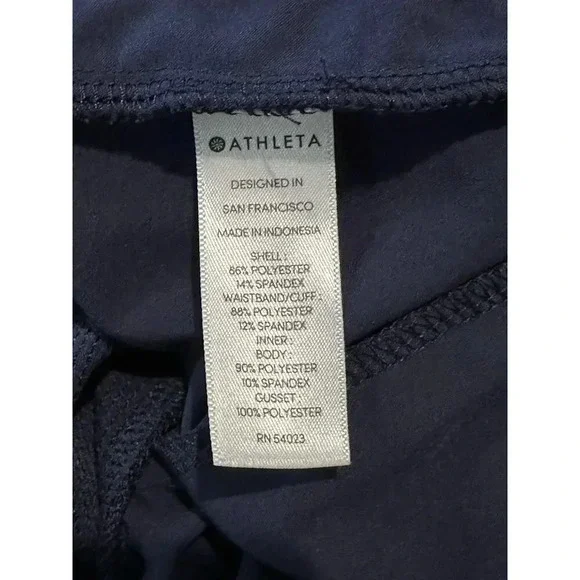 ATHLETA
DESIGNED IN
SAN FRANCISCO
MADE IN INDONESIA
SHELL :
86% POLYESTER
14% SPANDEX
WAISTBAND/CUFF :
88% POLYESTER
12% SPANDEX
INNER :
BODY :
90% POLYESTER
10% SPANDEX
GUSSET :
100% POLYESTER
RN 54023